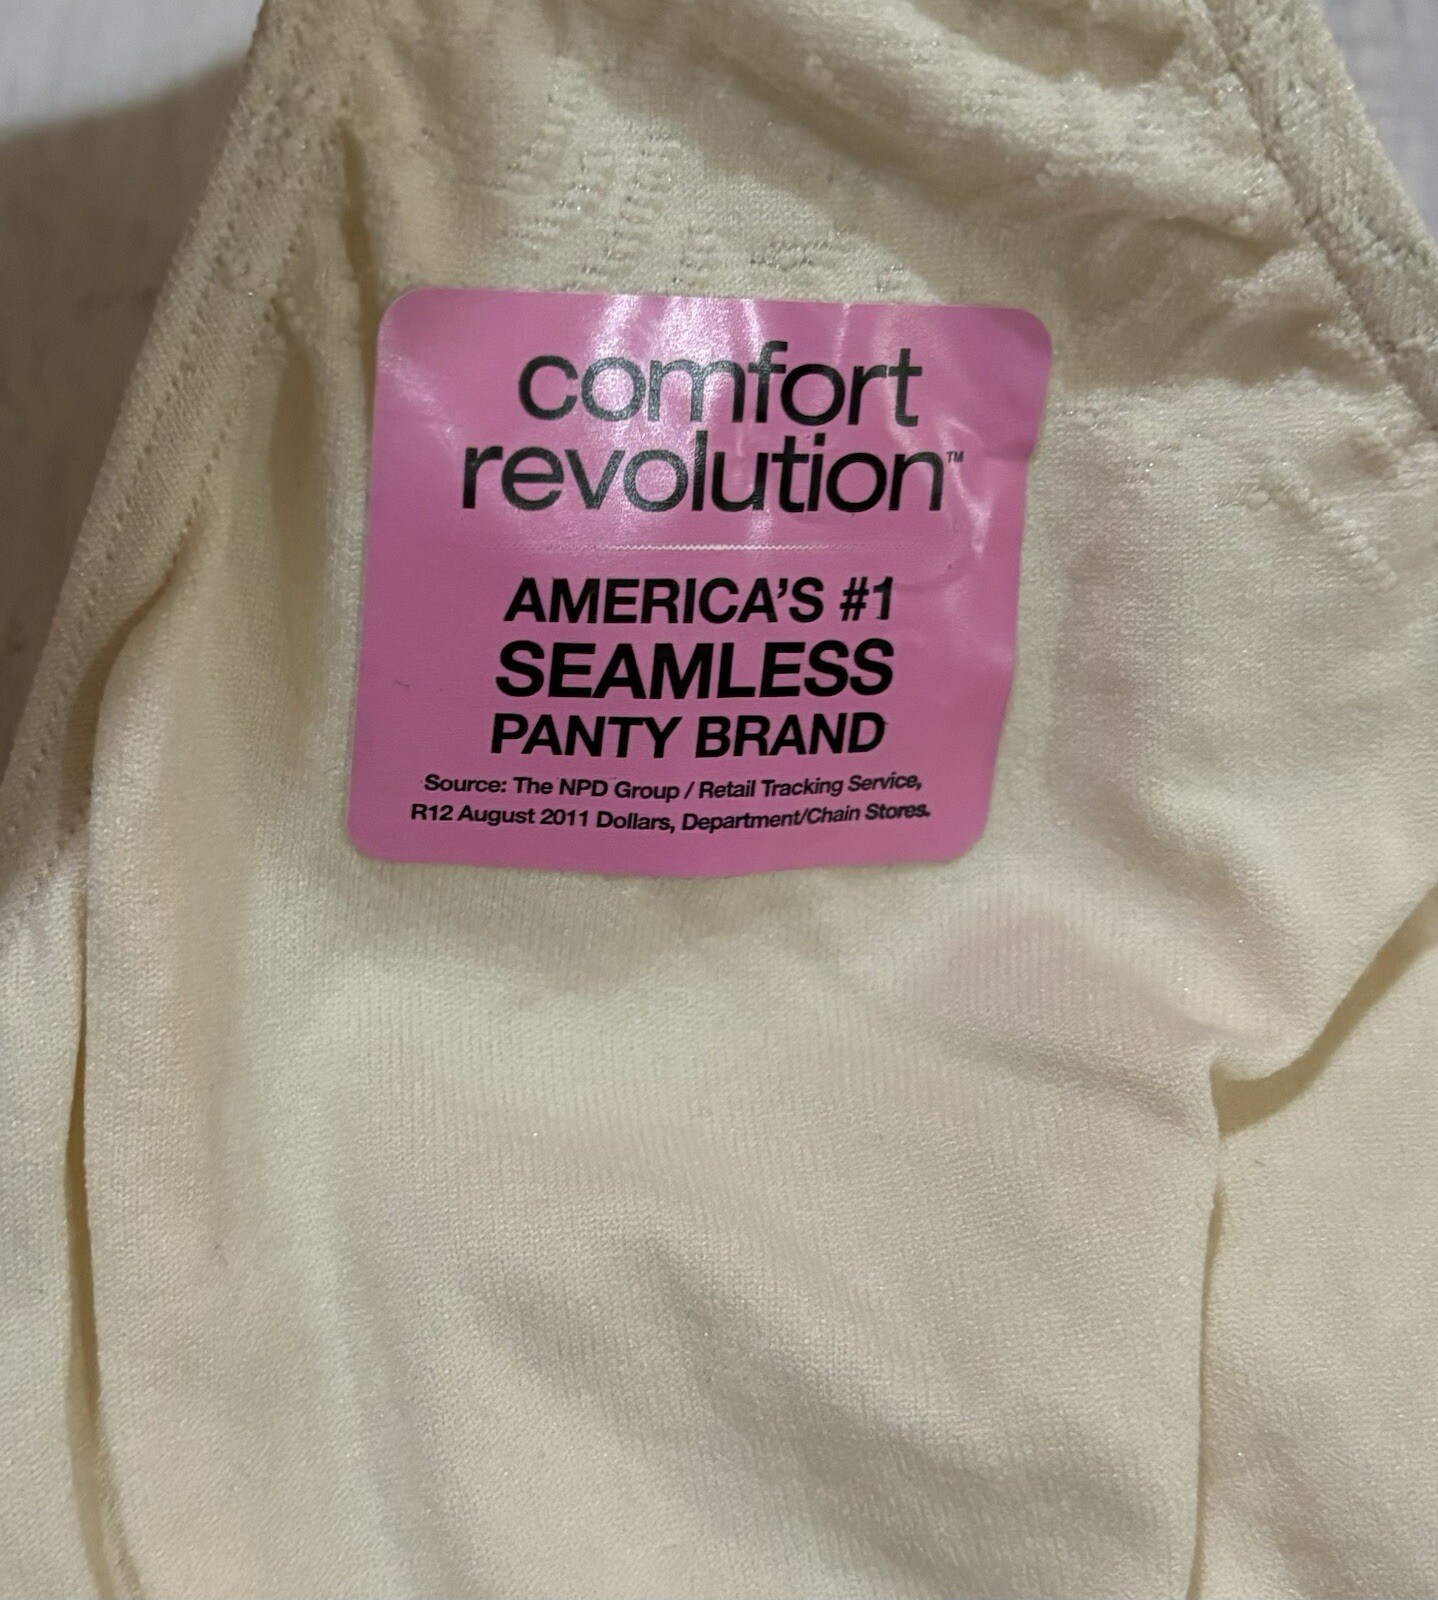 comfort
revolution™
AMERICA'S #1
SEAMLESS
PANTY BRAND
Source: The NPD Group / Retail Tracking Service,
R12 August 2011 Dollars, Department/Chain Stores.